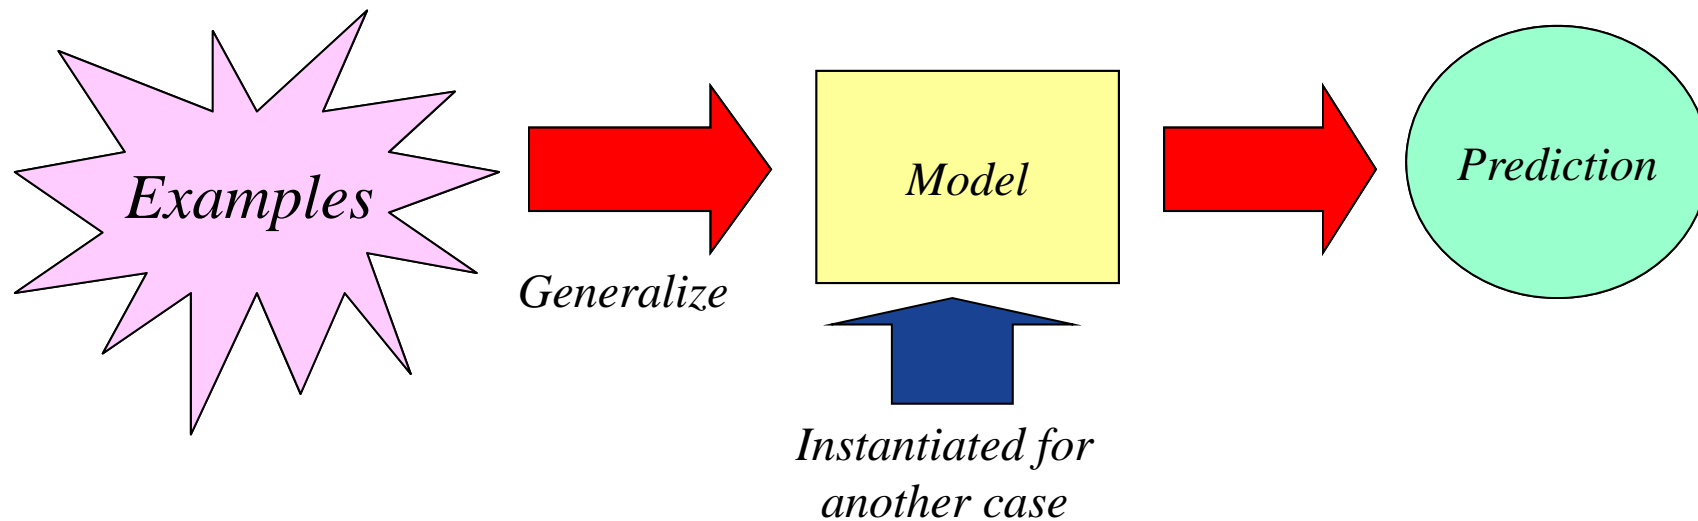 Examples
Generalize
Model
Instantiated for
another case
Prediction